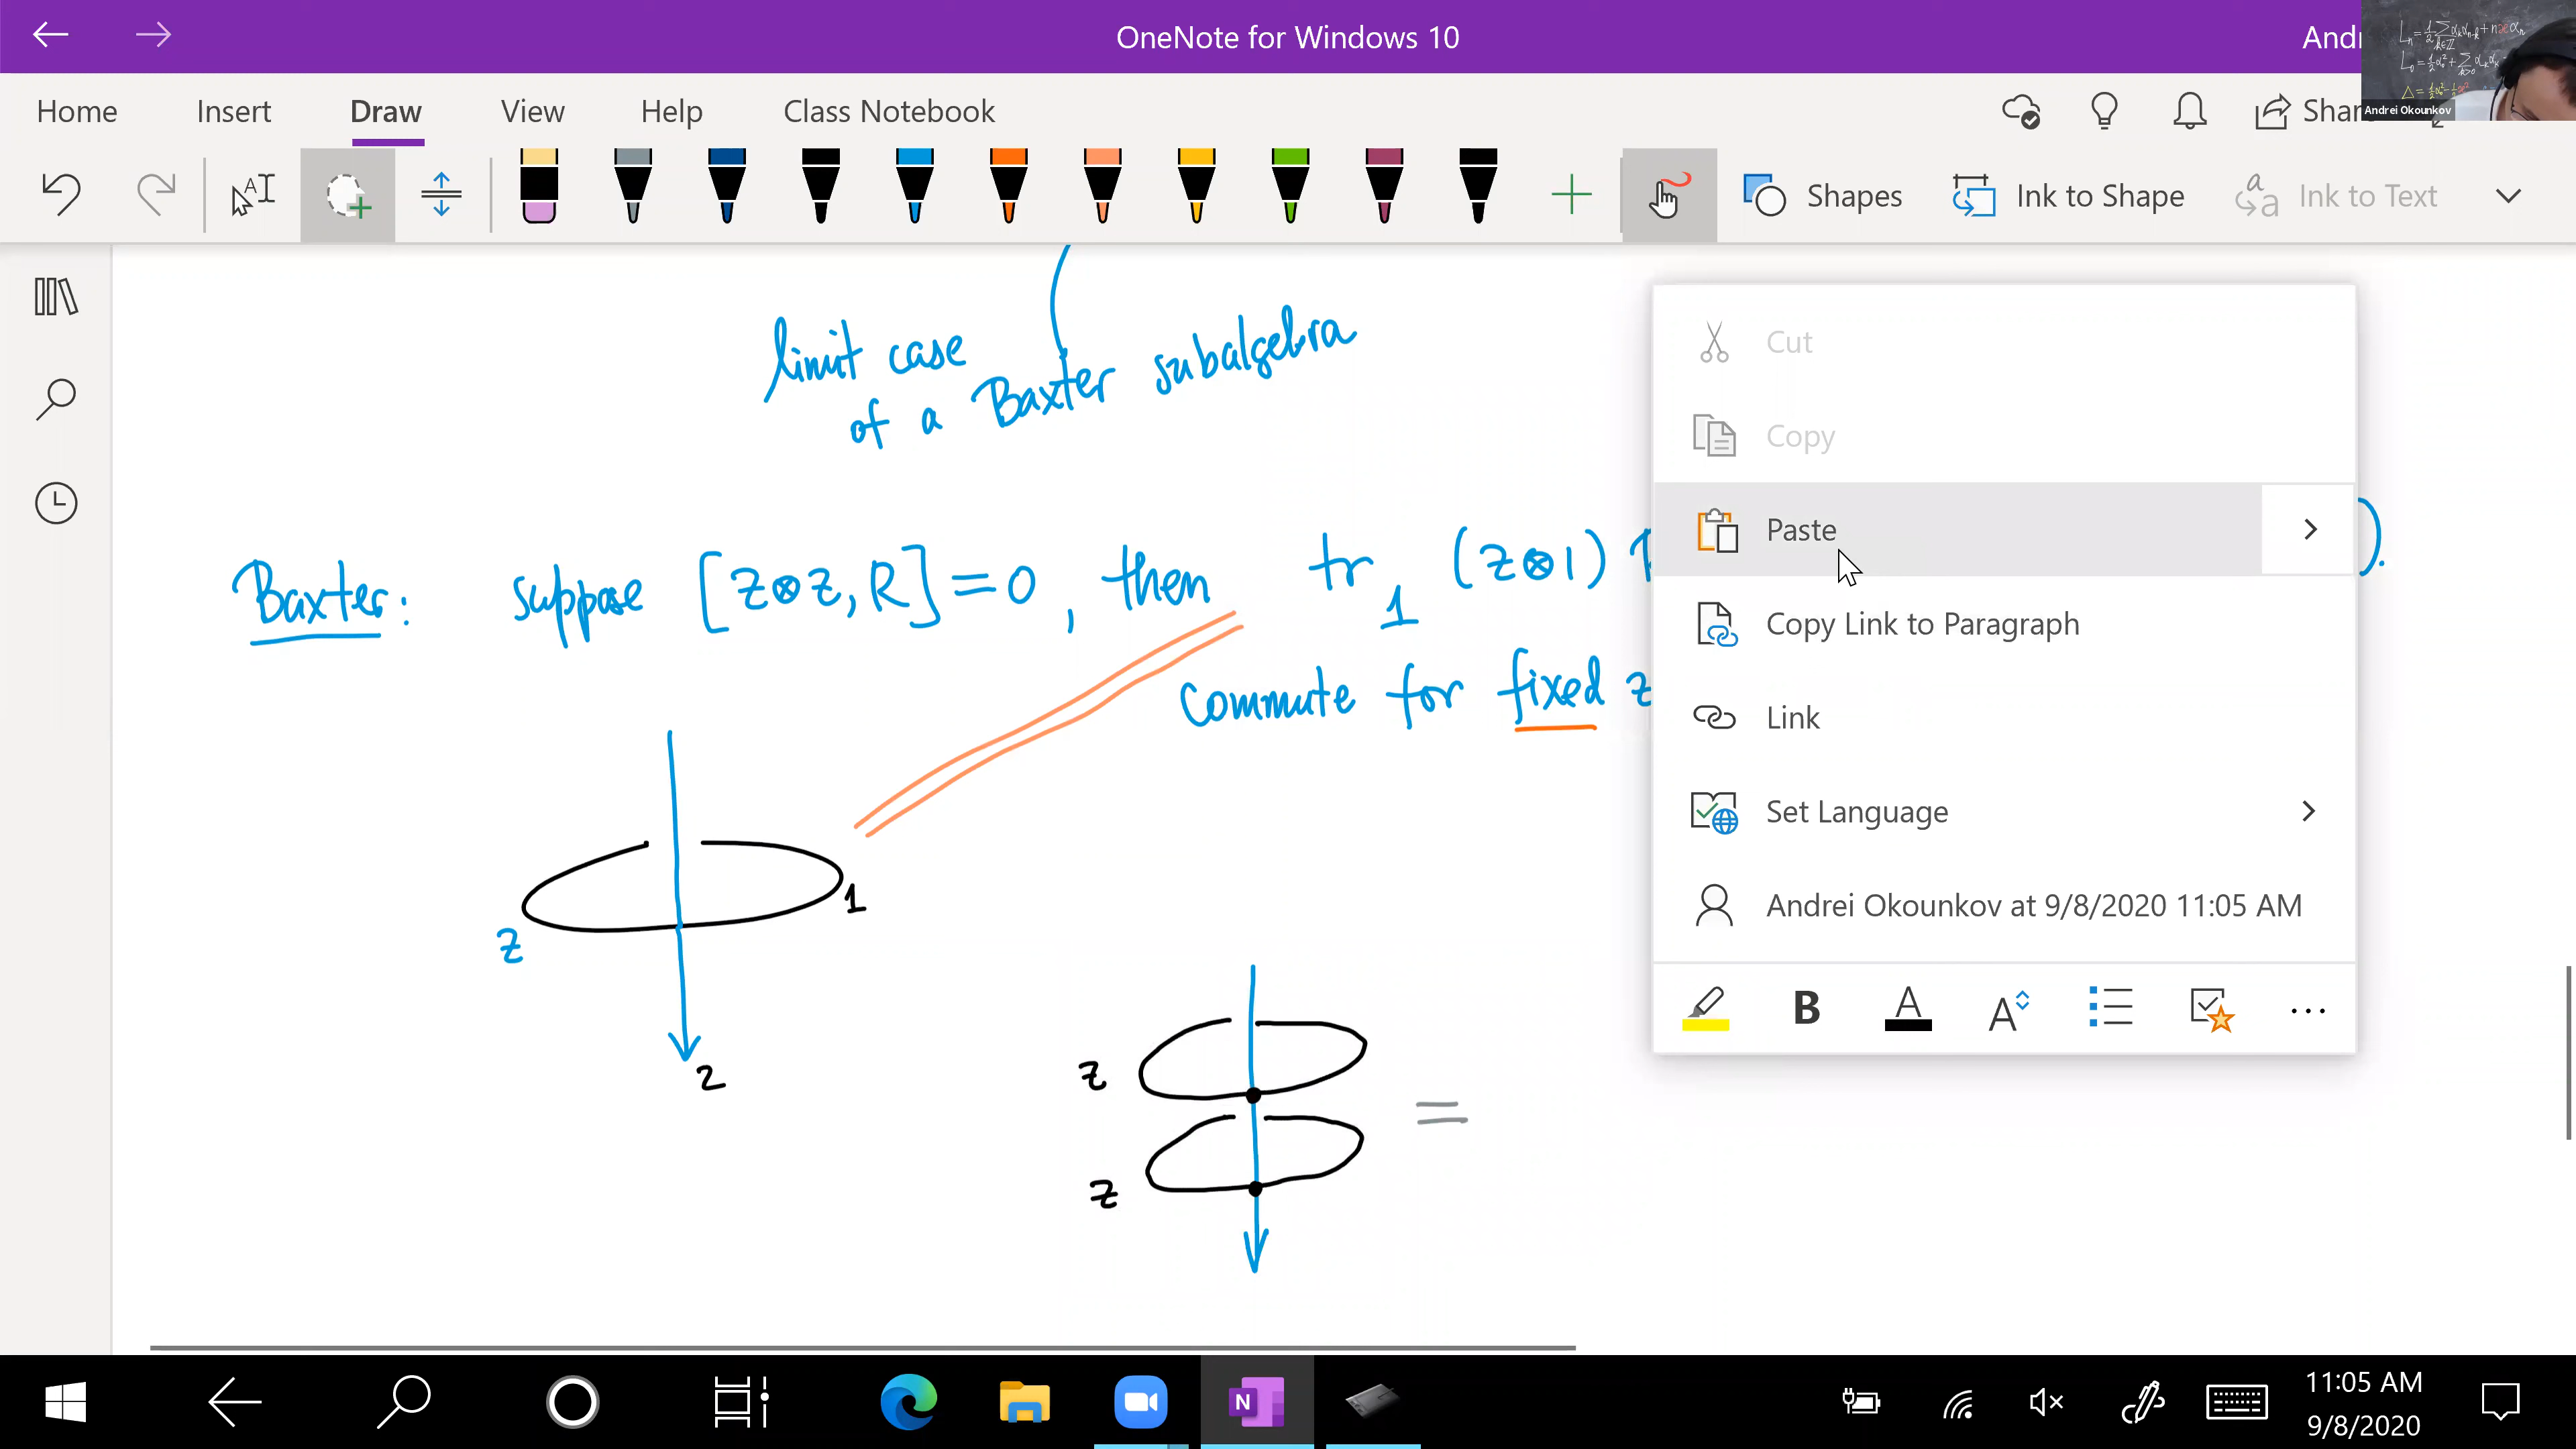 OneNote for Windows 10
Home Insert Draw View Help Class Notebook
Andrei Okounkov
Shapes Ink to Shape Ink to Text
limit case
of a Baxter subalgebra
Baxter: suppose [z⊗z, R] = 0, then tr₁ (z⊗1)
commute for fixed z
1
z
2
z
=
z
Cut
Copy
Paste
Copy Link to Paragraph
Link
Set Language
Andrei Okounkov at 9/8/2020 11:05 AM
B A A ...
11:05 AM
9/8/2020